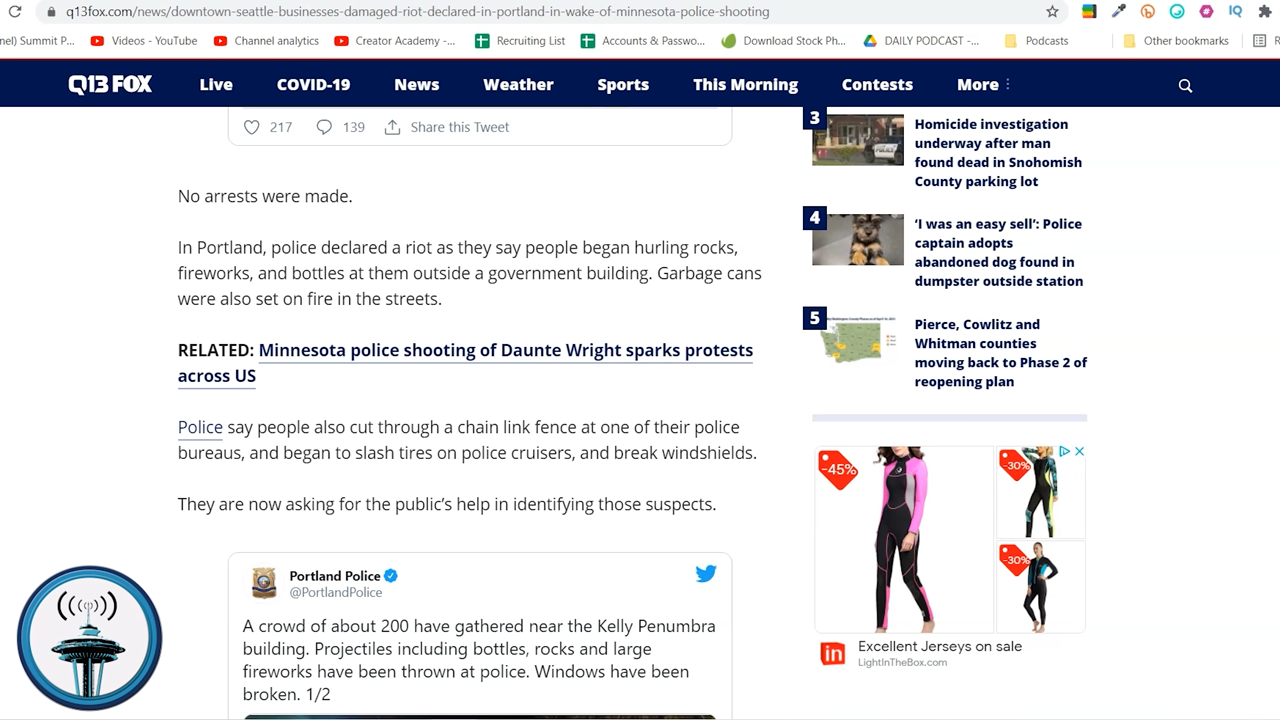 q13fox.com/news/downtown-seattle-businesses-damaged-riot-declared-in-portland-in-wake-of-minnesota-police-shooting
nel) Summit P... Videos - YouTube Channel analytics Creator Academy -... Recruiting List Accounts & Passwo... Download Stock Ph... DAILY PODCAST -... Podcasts Other bookmarks
Q13 FOX Live COVID-19 News Weather Sports This Morning Contests More
217 139 Share this Tweet
No arrests were made.
In Portland, police declared a riot as they say people began hurling rocks,
fireworks, and bottles at them outside a government building. Garbage cans
were also set on fire in the streets.
RELATED: Minnesota police shooting of Daunte Wright sparks protests
across US
Police say people also cut through a chain link fence at one of their police
bureaus, and began to slash tires on police cruisers, and break windshields.
They are now asking for the public's help in identifying those suspects.
Portland Police
@PortlandPolice
A crowd of about 200 have gathered near the Kelly Penumbra
building. Projectiles including bottles, rocks and large
fireworks have been thrown at police. Windows have been
broken. 1/2
3
Homicide investigation
underway after man
found dead in Snohomish
County parking lot
4
'I was an easy sell': Police
captain adopts
abandoned dog found in
dumpster outside station
5
Pierce, Cowlitz and
Whitman counties
moving back to Phase 2 of
reopening plan
-45%
-30%
-30%
in
Excellent Jerseys on sale
LightInTheBox.com